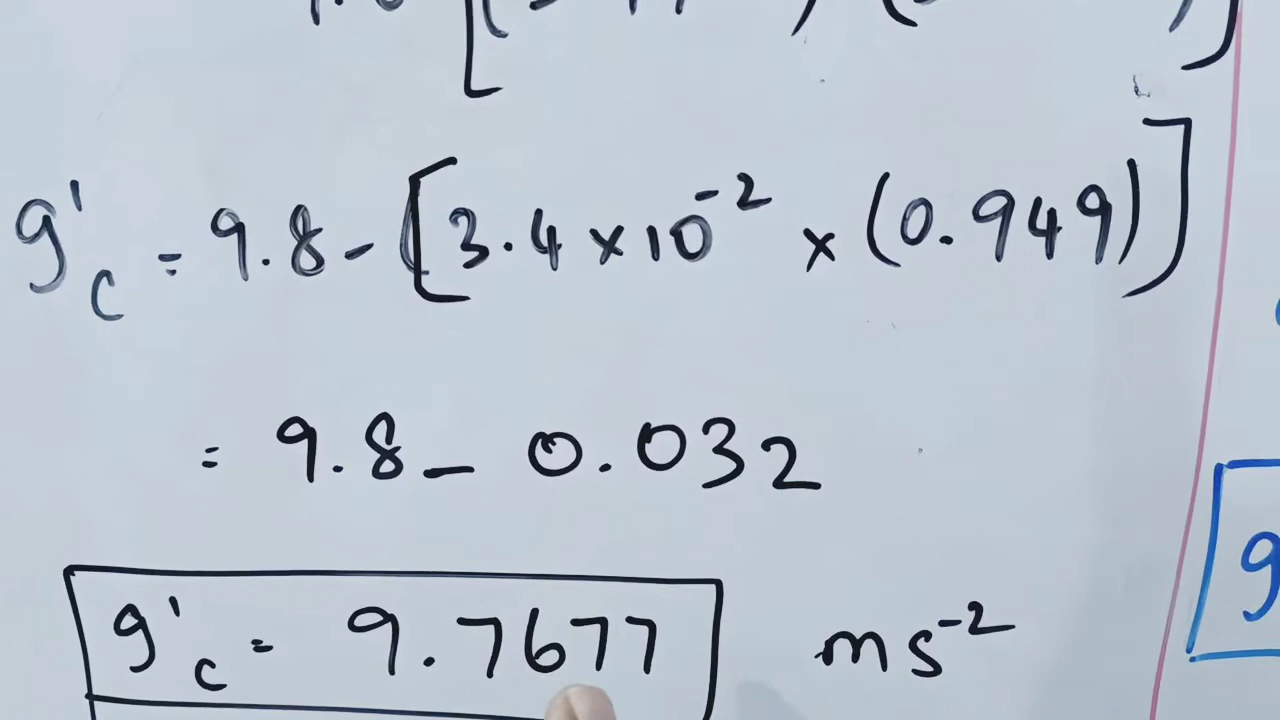 g'c = 9.8 - [3.4 × 10⁻² × (0.949)]
= 9.8 - 0.032
g'c = 9.7677 ms⁻²
g